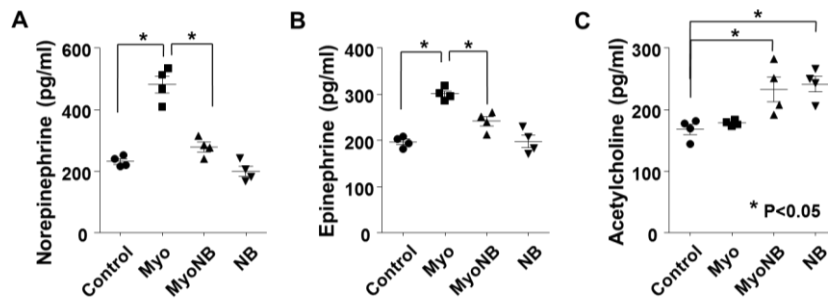 A
B
C
Norepinephrine (pg/ml)
600
400
200
0
*
*
Control
Myo
MyoNB
NB
Epinephrine (pg/ml)
400
300
200
100
0
*
*
Control
Myo
MyoNB
NB
Acetylcholine (pg/ml)
300
200
100
0
*
*
* P<0.05
Control
Myo
MyoNB
NB